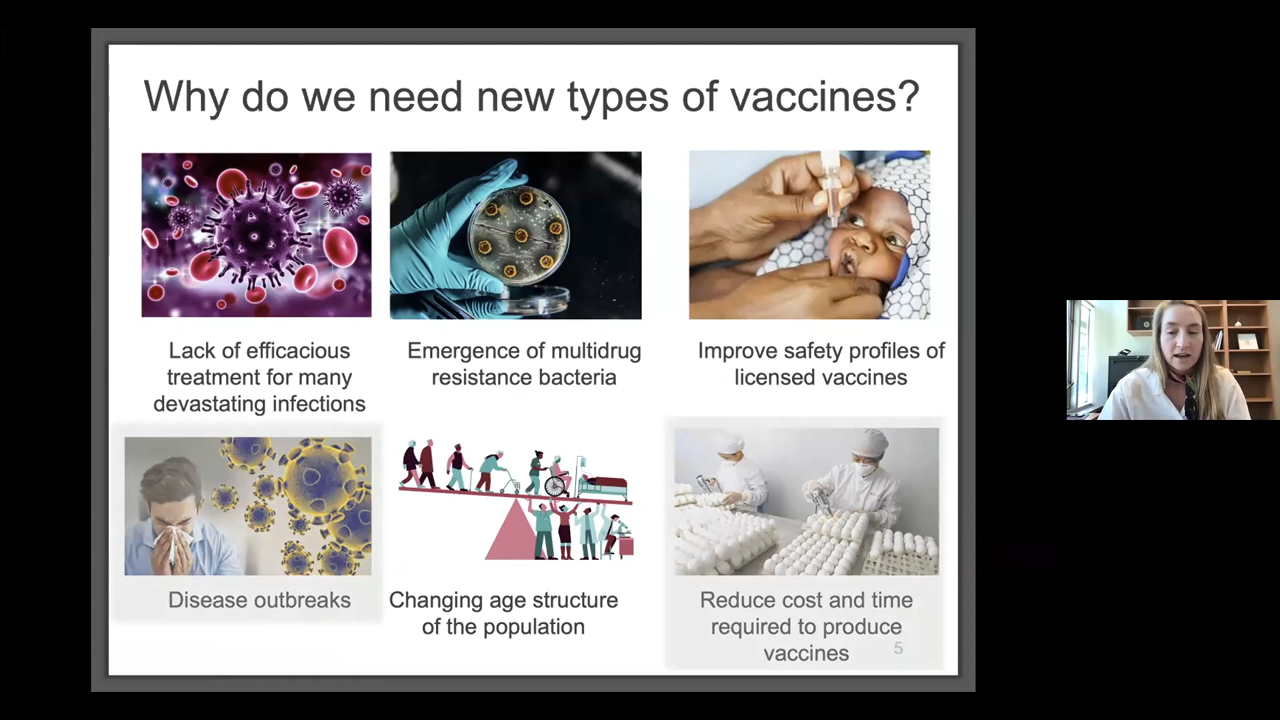 Why do we need new types of vaccines?
Lack of efficacious
treatment for many
devastating infections
Emergence of multidrug
resistance bacteria
Improve safety profiles of
licensed vaccines
Disease outbreaks
Changing age structure
of the population
Reduce cost and time
required to produce
vaccines
5